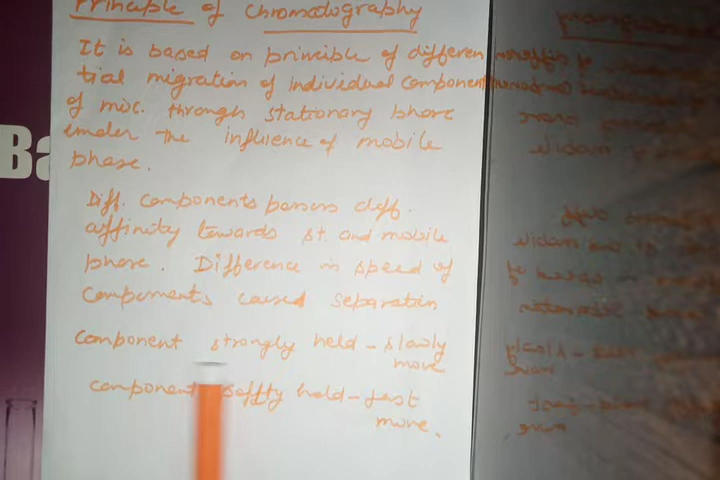 Principle of Chromatography
It is based on principle of differen
tial migration of individual component
of mix. through stationary phase
under the influence of mobile
phase.
Diff. components possess diff.
affinity towards st. and mobile
phase. Difference in speed of
components caused separation
component strongly held - slowly
move
component softly held - fast
move.
Ba